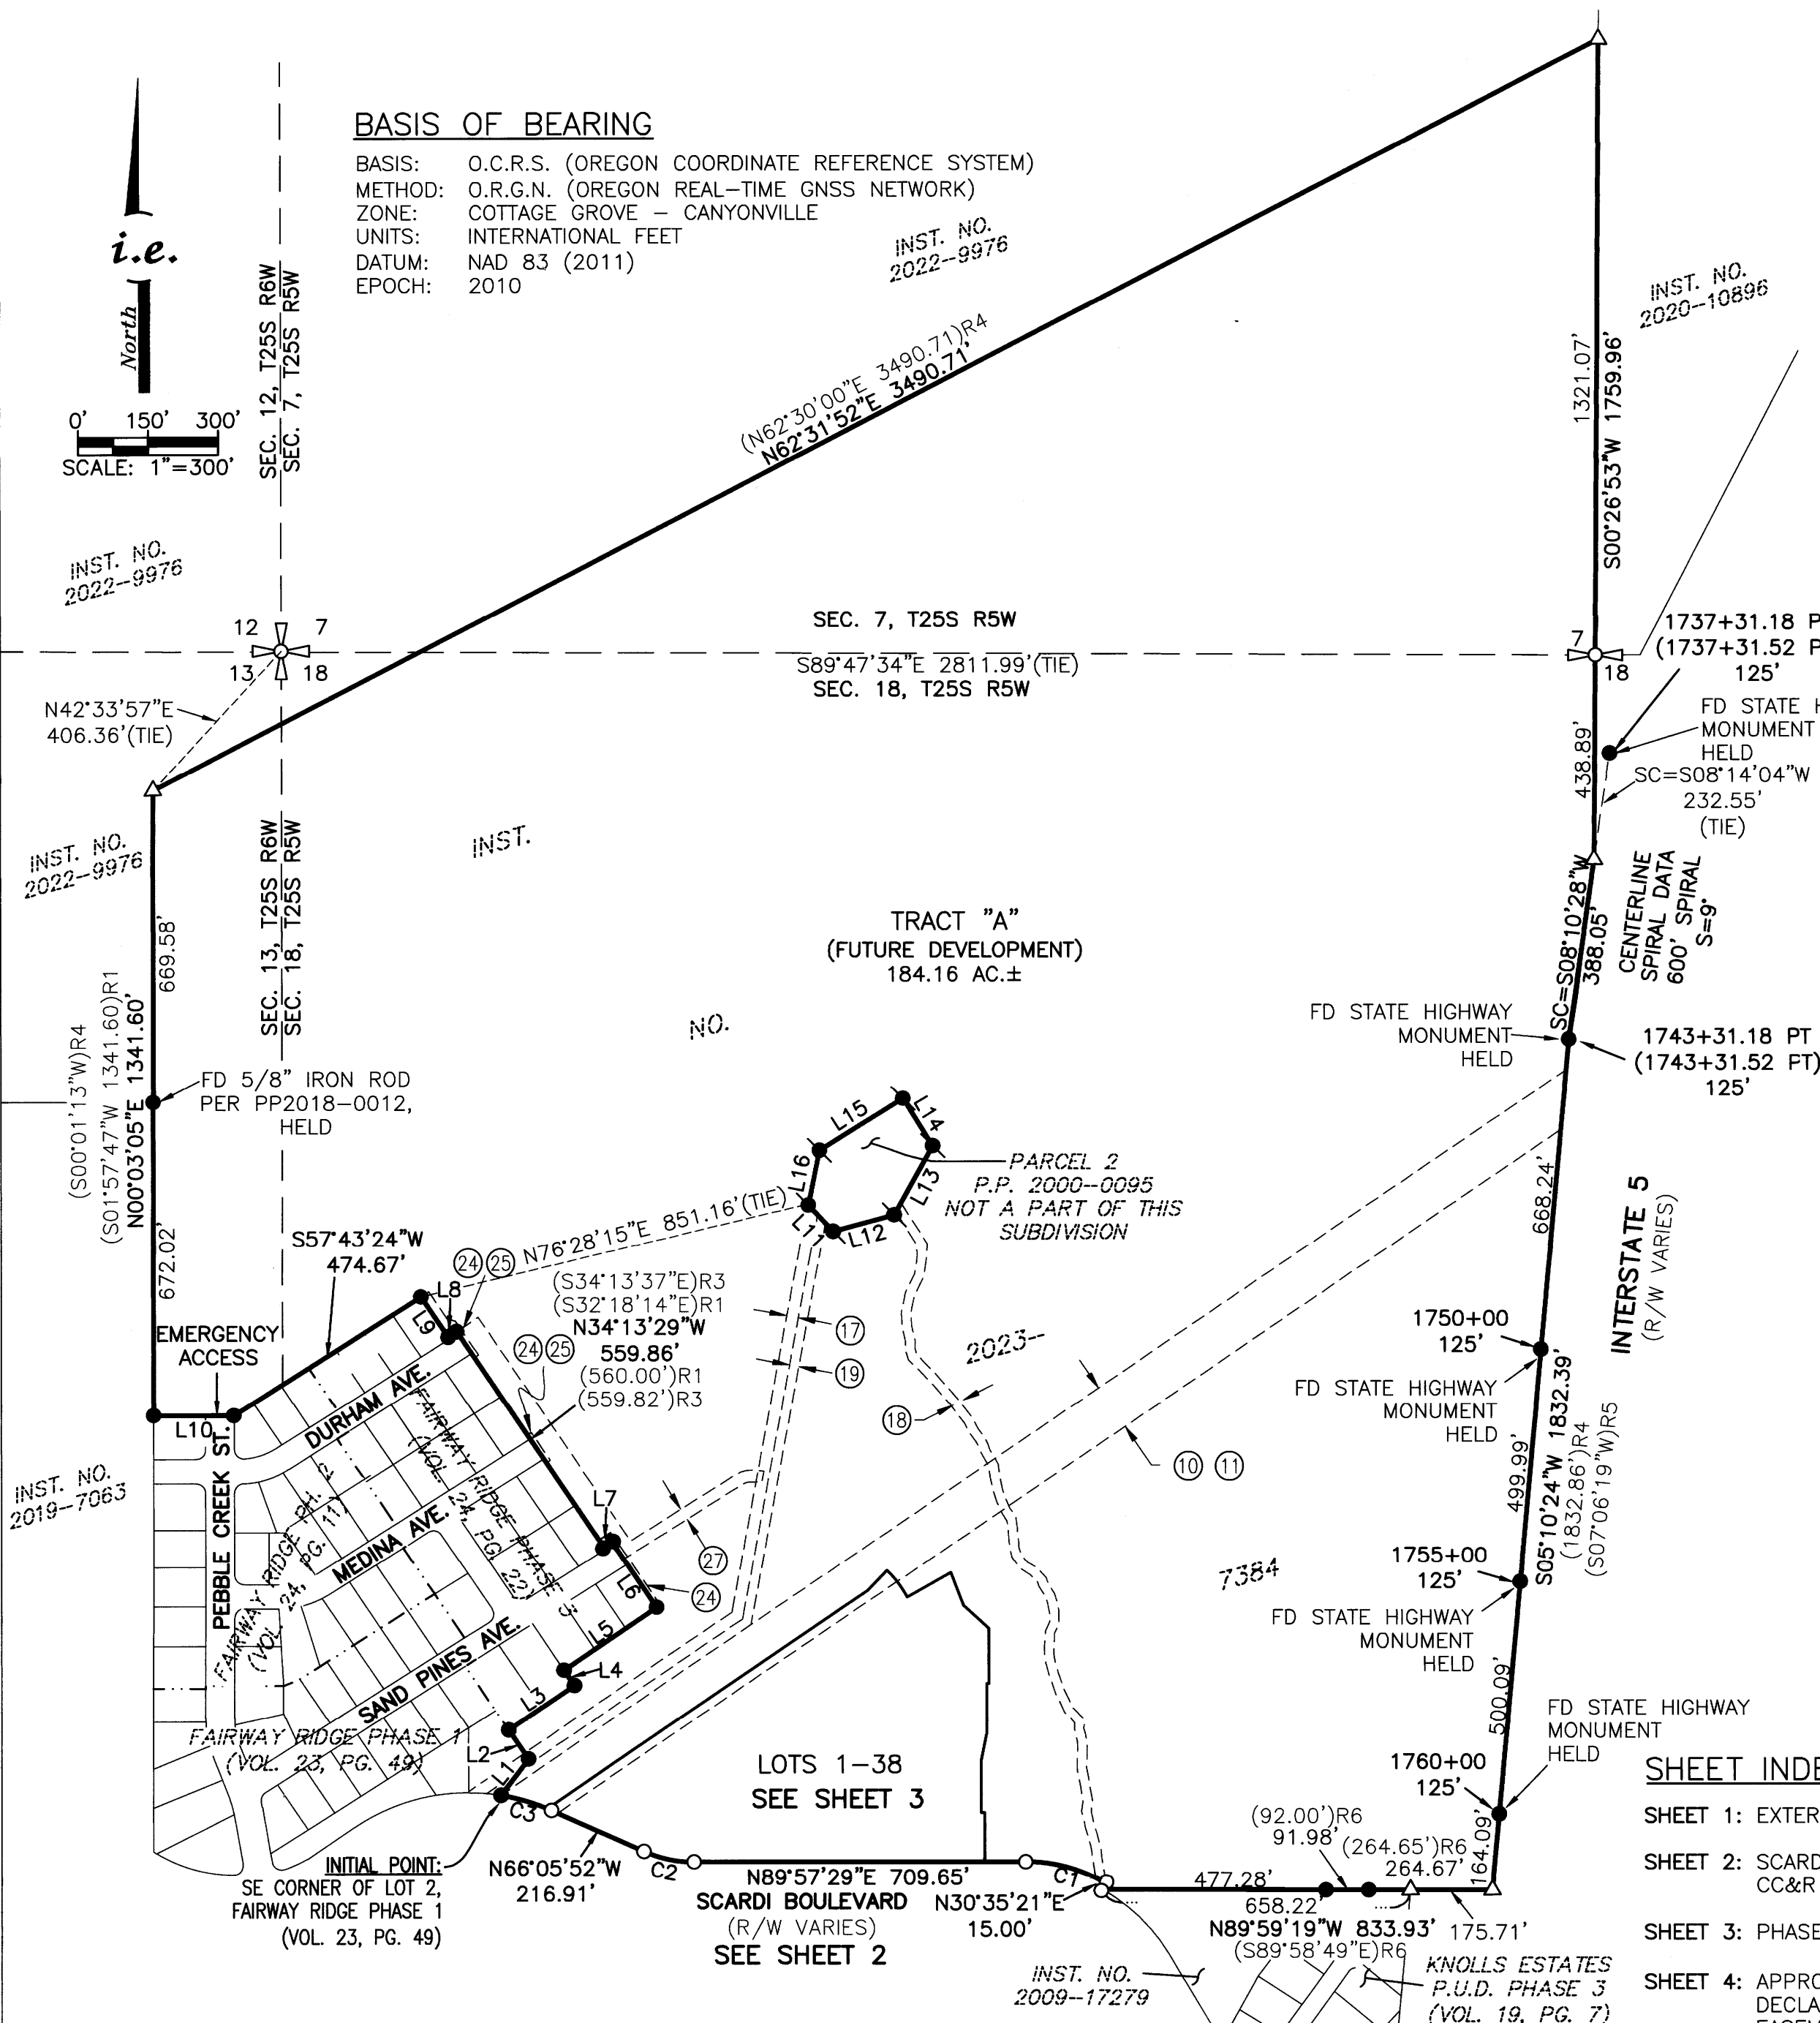 BASIS OF BEARING
BASIS: O.C.R.S. (OREGON COORDINATE REFERENCE SYSTEM)
METHOD: O.R.G.N. (OREGON REAL-TIME GNSS NETWORK)
ZONE: COTTAGE GROVE - CANYONVILLE
UNITS: INTERNATIONAL FEET
DATUM: NAD 83 (2011)
EPOCH: 2010
i.e.
North
0' 150' 300'
SCALE: 1"=300'
SEC. 12, T25S R6W
SEC. 7, T25S R5W
INST. NO.
2022-9976
INST. NO.
2020-10896
(N62°30'00"E 3490.71)R4
N62°31'52"E 3490.71'
1321.07'
S00°26'53"W 1759.96'
INST. NO.
2022-9976
12 7
13 18
SEC. 7, T25S R5W
S89°47'34"E 2811.99'(TIE)
SEC. 18, T25S R5W
7
18
1737+31.18 P
(1737+31.52 P
125'
FD STATE H
MONUMENT
HELD
SC=S08°14'04"W
232.55'
(TIE)
438.89'
N42°33'57"E
406.36'(TIE)
INST. NO.
2022-9976
SEC. 13, T25S R6W
SEC. 18, T25S R5W
INST.
NO.
TRACT "A"
(FUTURE DEVELOPMENT)
184.16 AC.±
SC=S08°10'28"W
388.05'
CENTERLINE
SPIRAL DATA
600' SPIRAL
S=9°
FD STATE HIGHWAY
MONUMENT
HELD
1743+31.18 PT
(1743+31.52 PT)
125'
669.58'
(S00°01'13"W)R4
(S01°57'47"W 1341.60)R1
N00°03'05"E 1341.60'
672.02'
FD 5/8" IRON ROD
PER PP2018-0012,
HELD
L15
L14
L16
L13
L11
L12
PARCEL 2
P.P. 2000-0095
NOT A PART OF THIS
SUBDIVISION
N76°28'15"E 851.16'(TIE)
S57°43'24"W
474.67'
L8
24 25
L9
(S34°13'37"E)R3
(S32°18'14"E)R1
N34°13'29"W
559.86'
(560.00')R1
(559.82')R3
24 25
17
19
18
2023-
10 11
668.24'
INTERSTATE 5
(R/W VARIES)
1750+00
125'
FD STATE HIGHWAY
MONUMENT
HELD
499.99'
S05°10'24"W 1832.39'
(1832.86')R4
(S07°06'19"W)R5
EMERGENCY
ACCESS
L10
DURHAM AVE.
PEBBLE CREEK ST.
MEDINA AVE.
SAND PINES AVE.
FAIRWAY RIDGE PH. 2
(VOL. 24, PG. 11)
FAIRWAY RIDGE PHASE 3
(VOL. 24, PG. 22)
INST. NO.
2019-7063
L7
27
L6
24
L5
L4
L3
L2
L1
7384
1755+00
125'
FD STATE HIGHWAY
MONUMENT
HELD
500.09'
FAIRWAY RIDGE PHASE 1
(VOL. 23, PG. 49)
LOTS 1-38
SEE SHEET 3
1760+00
125'
FD STATE HIGHWAY
MONUMENT
HELD
164.09'
C3
INITIAL POINT:
SE CORNER OF LOT 2,
FAIRWAY RIDGE PHASE 1
(VOL. 23, PG. 49)
N66°05'52"W
216.91'
C2
N89°57'29"E 709.65'
SCARDI BOULEVARD
(R/W VARIES)
SEE SHEET 2
C1
N30°35'21"E
15.00'
477.28'
(92.00')R6
91.98'
(264.65')R6
264.67'
658.22'
N89°59'19"W 833.93'
(S89°58'49"E)R6
175.71'
INST. NO.
2009-17279
KNOLLS ESTATES
P.U.D. PHASE 3
(VOL. 19, PG. 7)
SHEET INDE
SHEET 1: EXTER
SHEET 2: SCARD
CC&R
SHEET 3: PHASE
SHEET 4: APPRO
DECLA